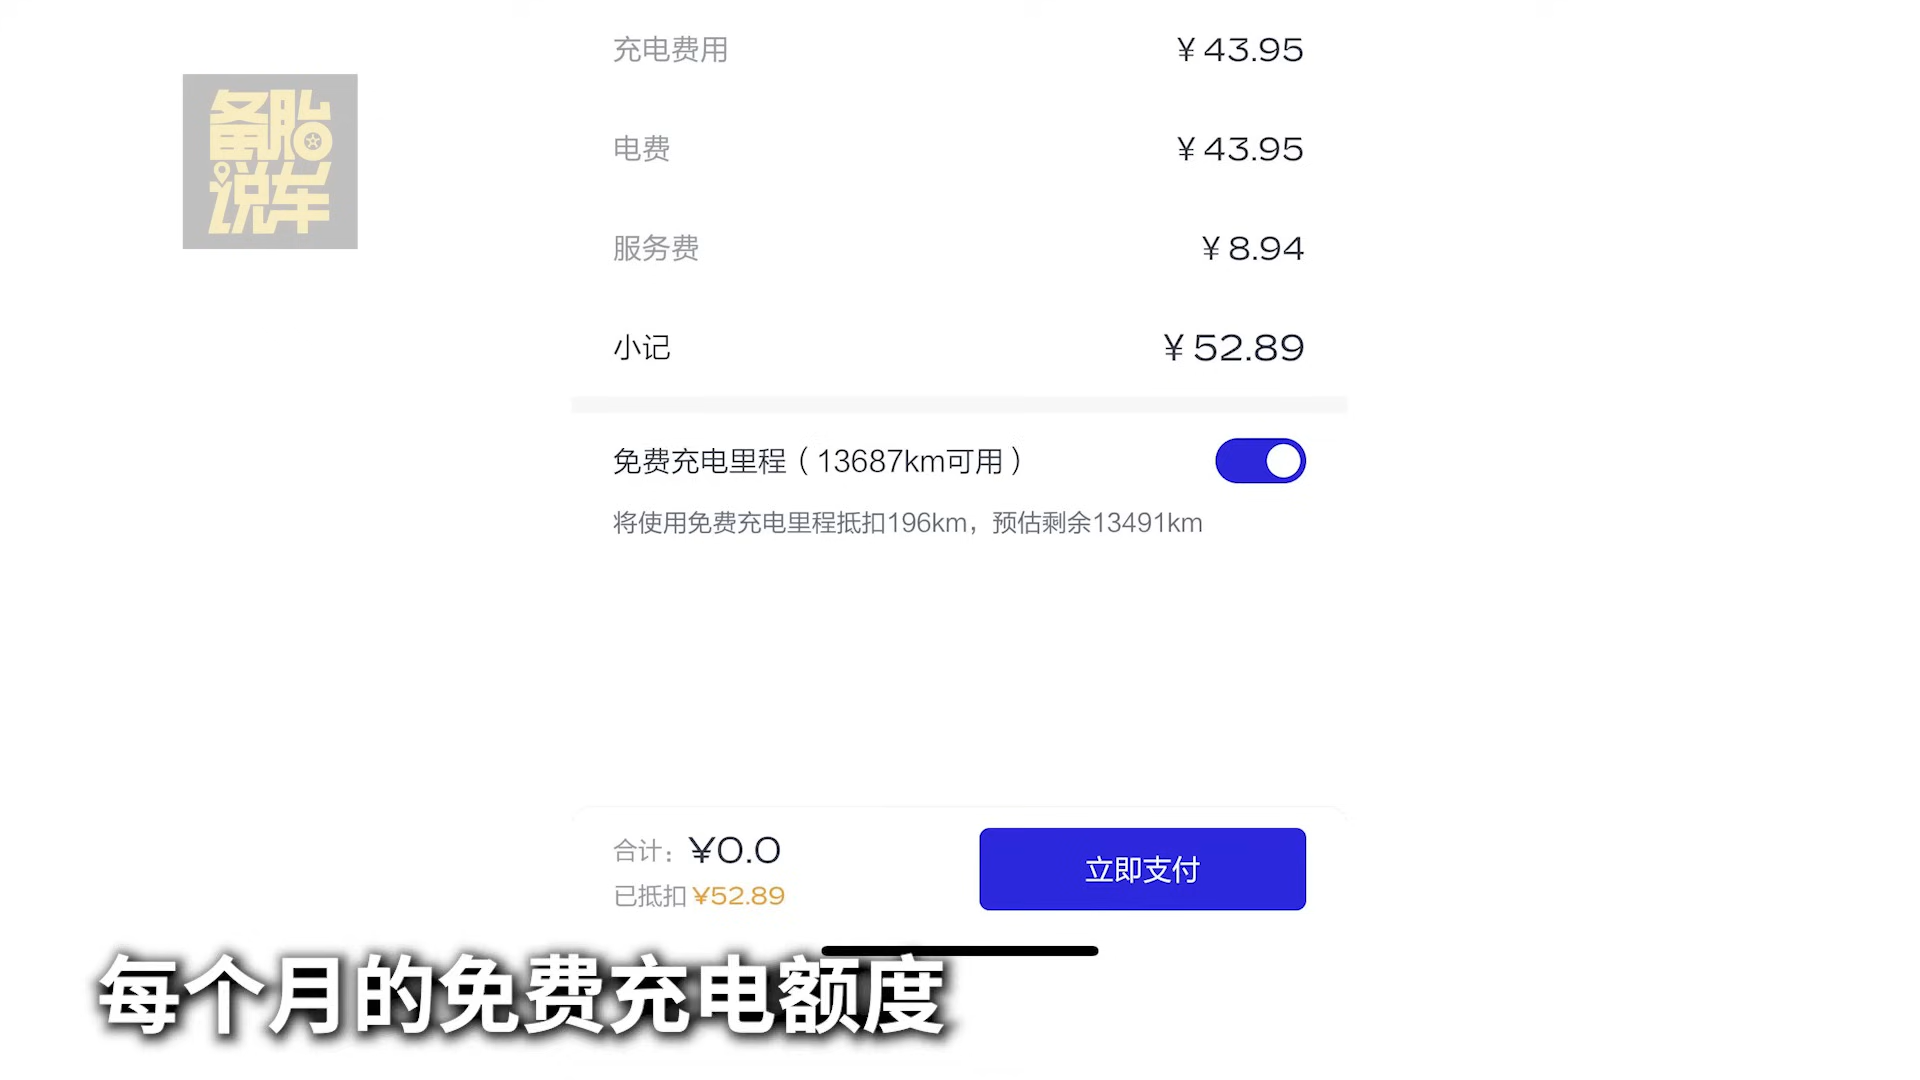 备胎
说车
充电费用 ¥43.95
电费 ¥43.95
服务费 ¥8.94
小记 ¥52.89
免费充电里程（13687km可用）
将使用免费充电里程抵扣196km，预估剩余13491km
合计：¥0.0
已抵扣 ¥52.89
立即支付
每个月的免费充电额度